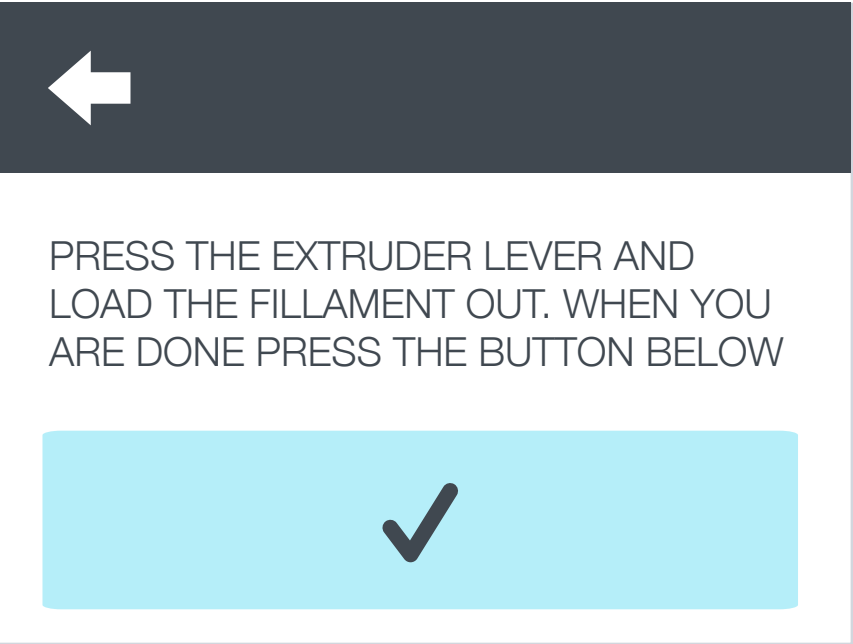 PRESS THE EXTRUDER LEVER AND
LOAD THE FILLAMENT OUT. WHEN YOU
ARE DONE PRESS THE BUTTON BELOW